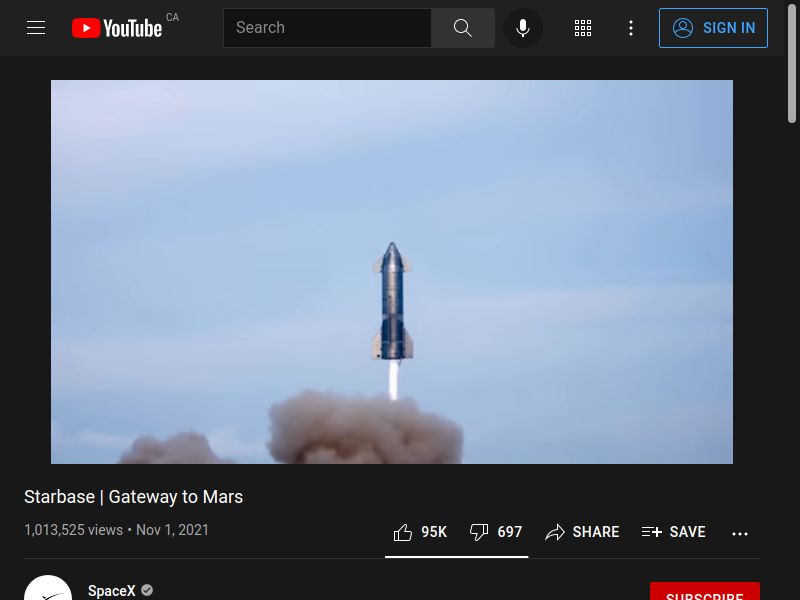 YouTube CA
Search
SIGN IN
Starbase | Gateway to Mars
1,013,525 views • Nov 1, 2021
95K 697 SHARE SAVE
SpaceX
SUBSCRIBE